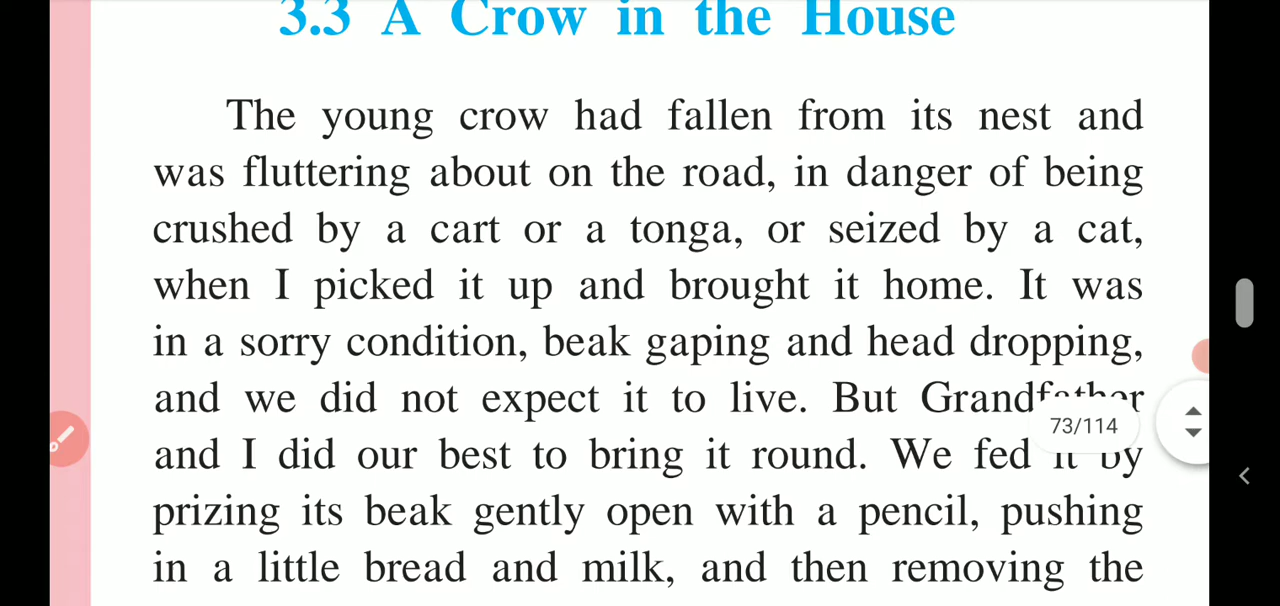 3.3 A Crow in the House
The young crow had fallen from its nest and
was fluttering about on the road, in danger of being
crushed by a cart or a tonga, or seized by a cat,
when I picked it up and brought it home. It was
in a sorry condition, beak gaping and head dropping,
and we did not expect it to live. But Grandfather
73/114
and I did our best to bring it round. We fed it by
prizing its beak gently open with a pencil, pushing
in a little bread and milk, and then removing the